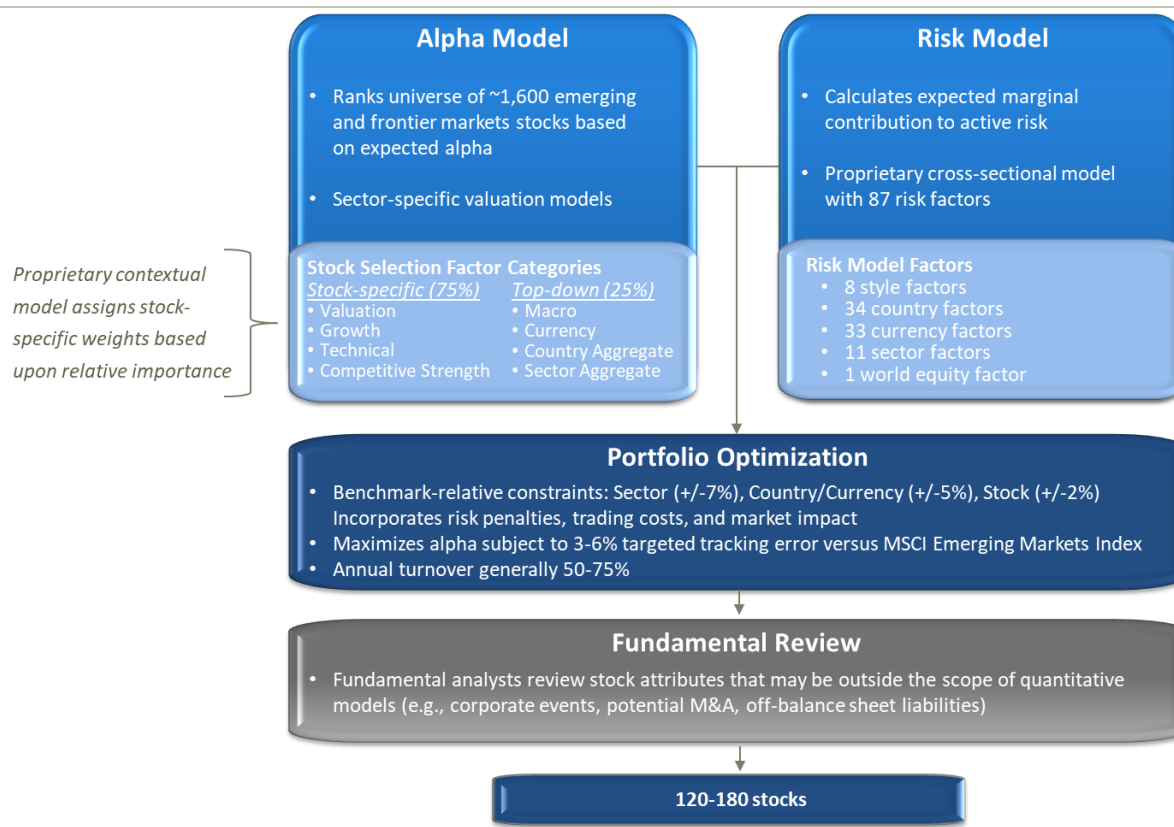 Alpha Model
• Ranks universe of ~1,600 emerging
and frontier markets stocks based
on expected alpha
• Sector-specific valuation models
Stock Selection Factor Categories
Stock-specific (75%) Top-down (25%)
• Valuation • Macro
• Growth • Currency
• Technical • Country Aggregate
• Competitive Strength • Sector Aggregate
Proprietary contextual
model assigns stock-
specific weights based
upon relative importance
Risk Model
• Calculates expected marginal
contribution to active risk
• Proprietary cross-sectional model
with 87 risk factors
Risk Model Factors
• 8 style factors
• 34 country factors
• 33 currency factors
• 11 sector factors
• 1 world equity factor
Portfolio Optimization
• Benchmark-relative constraints: Sector (+/-7%), Country/Currency (+/-5%), Stock (+/-2%)
Incorporates risk penalties, trading costs, and market impact
• Maximizes alpha subject to 3-6% targeted tracking error versus MSCI Emerging Markets Index
• Annual turnover generally 50-75%
Fundamental Review
• Fundamental analysts review stock attributes that may be outside the scope of quantitative
models (e.g., corporate events, potential M&A, off-balance sheet liabilities)
120-180 stocks